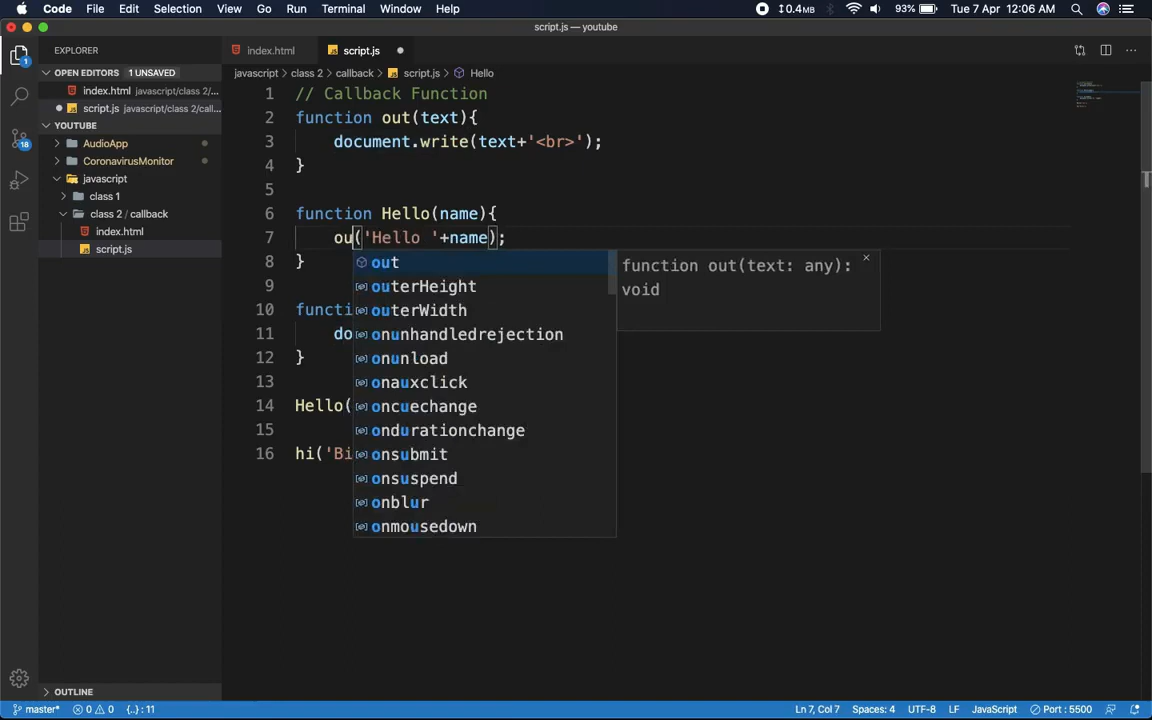 Code File Edit Selection View Go Run Terminal Window Help 0.4MB 93% Tue 7 Apr 12:06 AM
script.js — youtube
EXPLORER
index.html script.js
OPEN EDITORS 1 UNSAVED
index.html javascript/class 2/...
script.js javascript/class 2/call...
YOUTUBE
AudioApp
CoronavirusMonitor
javascript
class 1
class 2 / callback
index.html
script.js
OUTLINE
1
18
javascript > class 2 > callback > script.js > Hello
1 // Callback Function
2 function out(text){
3 document.write(text+'<br>');
4 }
5
6 function Hello(name){
7 ou('Hello '+name);
8 }
9
10 functi
11 do
12 }
13
14 Hello(
15
16 hi('Bi
out
outerHeight
outerWidth
onunhandledrejection
onunload
onauxclick
oncuechange
ondurationchange
onsubmit
onsuspend
onblur
onmousedown
function out(text: any):
void
master* 0 0 {..} : 11 Ln 7, Col 7 Spaces: 4 UTF-8 LF JavaScript Port : 5500